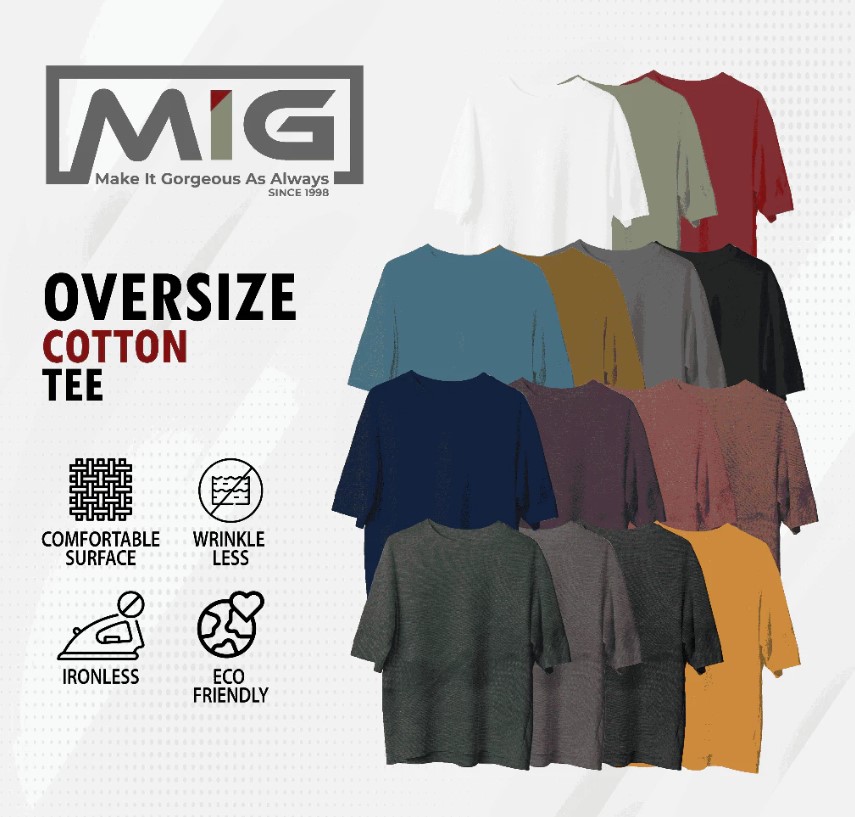 MIG
Make It Gorgeous As Always
SINCE 1998
OVERSIZE
COTTON
TEE
COMFORTABLE
SURFACE
WRINKLE
LESS
IRONLESS
ECO
FRIENDLY